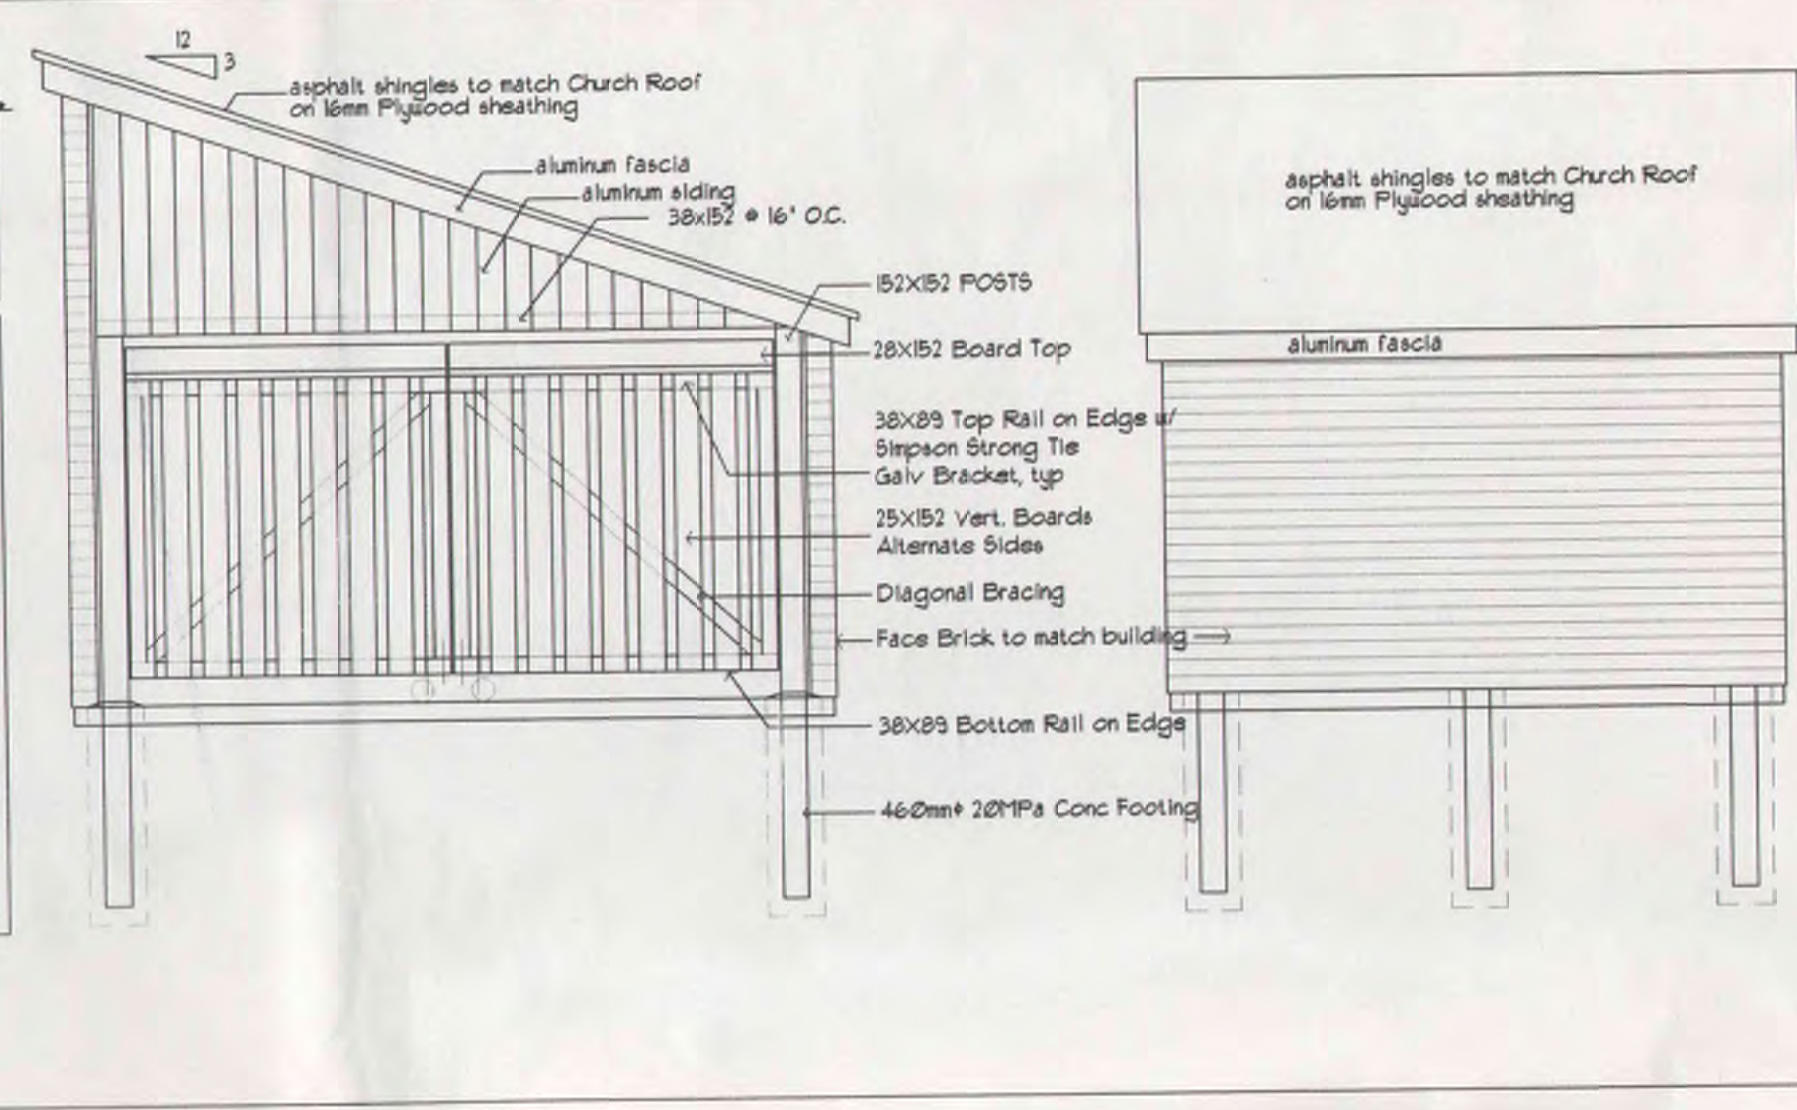 12
3
asphalt shingles to match Church Roof
on 16mm Plywood sheathing
aluminum fascia
aluminum siding
38x152 @ 16" O.C.
152X152 POSTS
28X152 Board Top
38X89 Top Rail on Edge w/
Simpson Strong Tie
Galv Bracket, typ
25X152 Vert. Boards
Alternate Sides
Diagonal Bracing
Face Brick to match building
38X89 Bottom Rail on Edge
460mmø 20MPa Conc Footing
asphalt shingles to match Church Roof
on 16mm Plywood sheathing
aluminum fascia